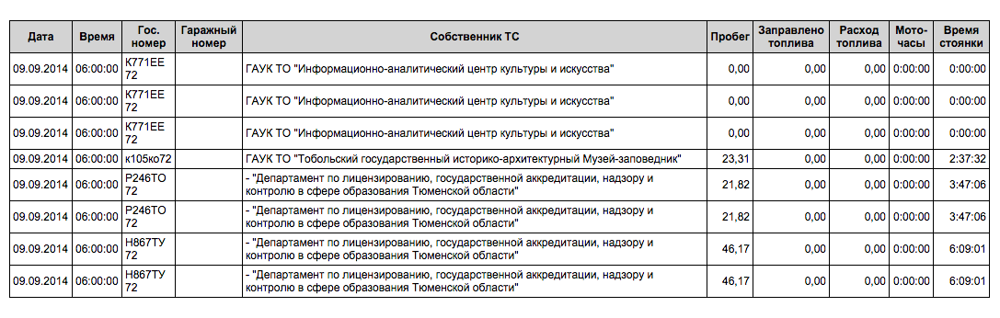 Дата Время Гос. номер Гаражный номер Собственник ТС Пробег Заправлено топлива Расход топлива Мото-часы Время стоянки
09.09.2014 06:00:00 К771ЕЕ 72 ГАУК ТО "Информационно-аналитический центр культуры и искусства" 0,00 0,00 0,00 0:00:00 0:00:00
09.09.2014 06:00:00 К771ЕЕ 72 ГАУК ТО "Информационно-аналитический центр культуры и искусства" 0,00 0,00 0,00 0:00:00 0:00:00
09.09.2014 06:00:00 К771ЕЕ 72 ГАУК ТО "Информационно-аналитический центр культуры и искусства" 0,00 0,00 0,00 0:00:00 0:00:00
09.09.2014 06:00:00 к105ко72 ГАУК ТО "Тобольский государственный историко-архитектурный Музей-заповедник" 23,31 0,00 0,00 0:00:00 2:37:32
09.09.2014 06:00:00 Р246ТО 72 - "Департамент по лицензированию, государственной аккредитации, надзору и контролю в сфере образования Тюменской области" 21,82 0,00 0,00 0:00:00 3:47:06
09.09.2014 06:00:00 Р246ТО 72 - "Департамент по лицензированию, государственной аккредитации, надзору и контролю в сфере образования Тюменской области" 21,82 0,00 0,00 0:00:00 3:47:06
09.09.2014 06:00:00 Н867ТУ 72 - "Департамент по лицензированию, государственной аккредитации, надзору и контролю в сфере образования Тюменской области" 46,17 0,00 0,00 0:00:00 6:09:01
09.09.2014 06:00:00 Н867ТУ 72 - "Департамент по лицензированию, государственной аккредитации, надзору и контролю в сфере образования Тюменской области" 46,17 0,00 0,00 0:00:00 6:09:01